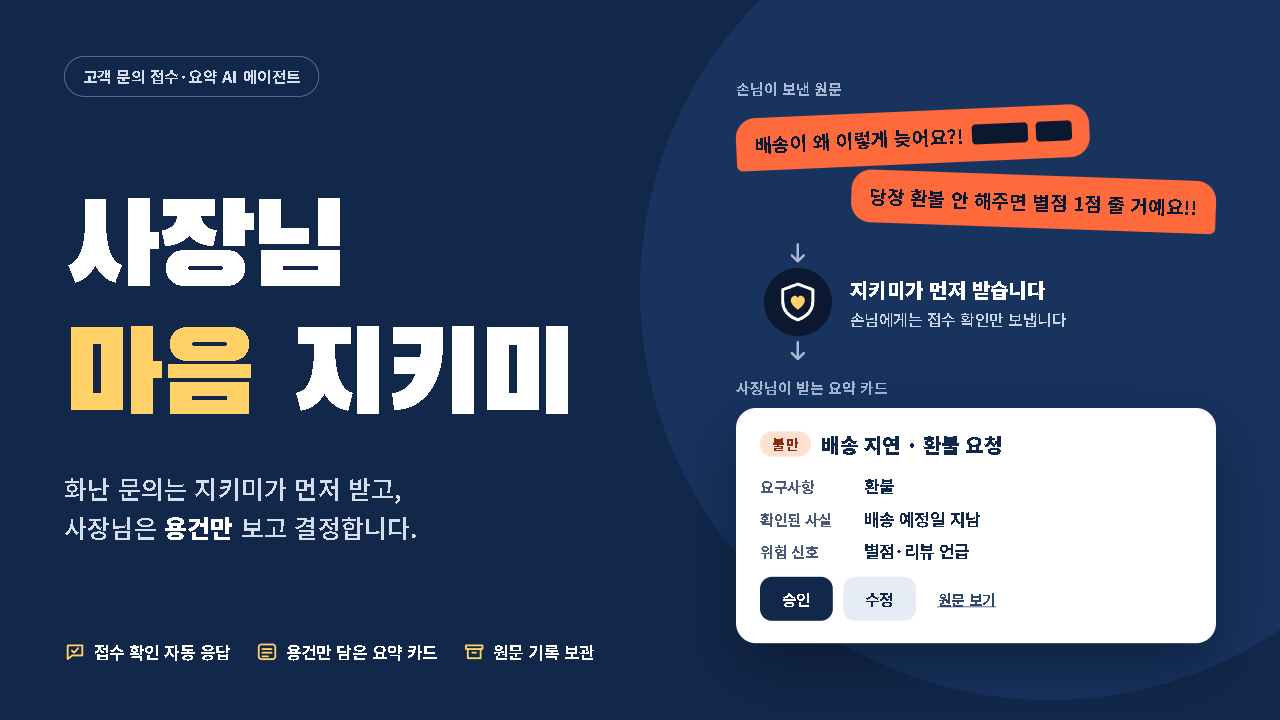 고객 문의 접수·요약 AI 에이전트
사장님
마음 지키미
화난 문의는 지키미가 먼저 받고,
사장님은 용건만 보고 결정합니다.
접수 확인 자동 응답
용건만 담은 요약 카드
원문 기록 보관
손님이 보낸 원문
배송이 왜 이렇게 늦어요?!
당장 환불 안 해주면 별점 1점 줄 거예요!!
지키미가 먼저 받습니다
손님에게는 접수 확인만 보냅니다
사장님이 받는 요약 카드
불만 배송 지연 · 환불 요청
요구사항 환불
확인된 사실 배송 예정일 지남
위험 신호 별점·리뷰 언급
승인 수정 원문 보기